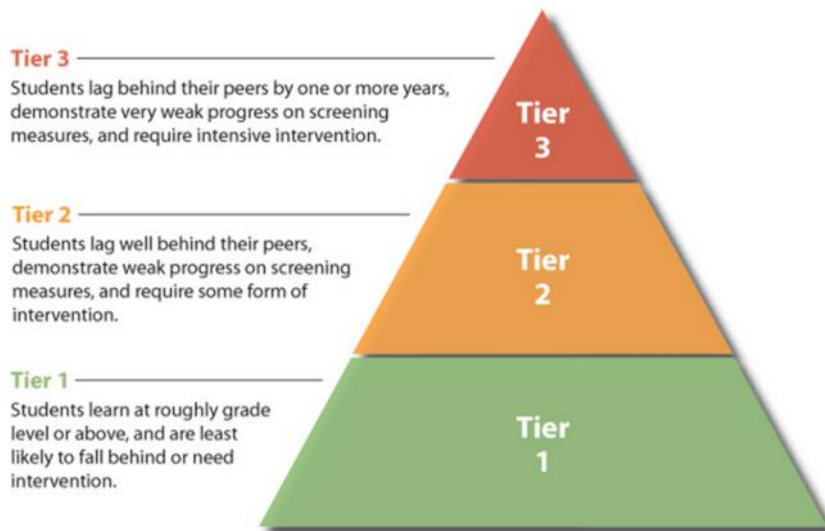 Tier 3
Students lag behind their peers by one or more years,
demonstrate very weak progress on screening
measures, and require intensive intervention.
Tier
3
Tier 2
Students lag well behind their peers,
demonstrate weak progress on screening
measures, and require some form of
intervention.
Tier
2
Tier 1
Students learn at roughly grade
level or above, and are least
likely to fall behind or need
intervention.
Tier
1